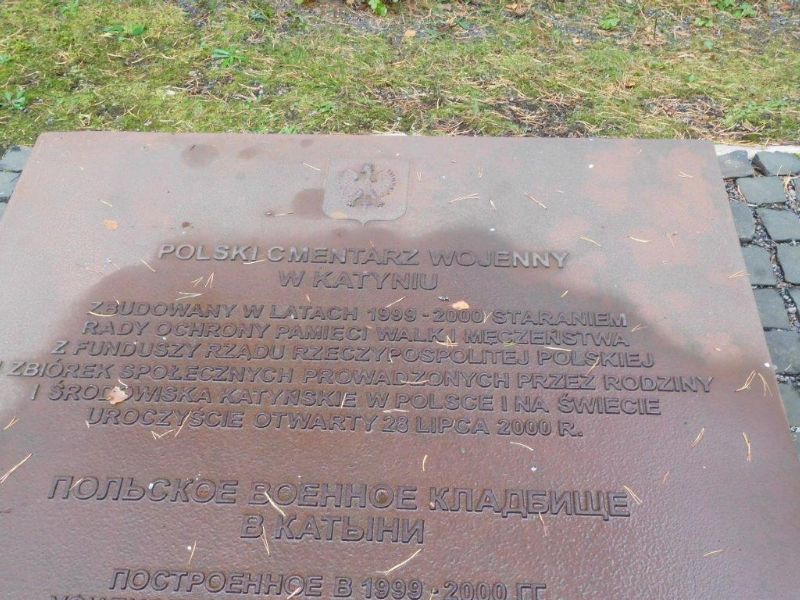 POLSKI CMENTARZ WOJENNY
W KATYNIU
ZBUDOWANY W LATACH 1999-2000 STARANIEM
RADY OCHRONY PAMIĘCI WALK I MĘCZEŃSTWA
Z FUNDUSZY RZĄDU RZECZYPOSPOLITEJ POLSKIEJ
I ZBIÓREK SPOŁECZNYCH PROWADZONYCH PRZEZ RODZINY
I ŚRODOWISKA KATYŃSKIE W POLSCE I NA ŚWIECIE
UROCZYŚCIE OTWARTY 28 LIPCA 2000 R.
ПОЛЬСКОЕ ВОЕННОЕ КЛАДБИЩЕ
В КАТЫНИ
ПОСТРОЕННОЕ В 1999-2000 ГГ.